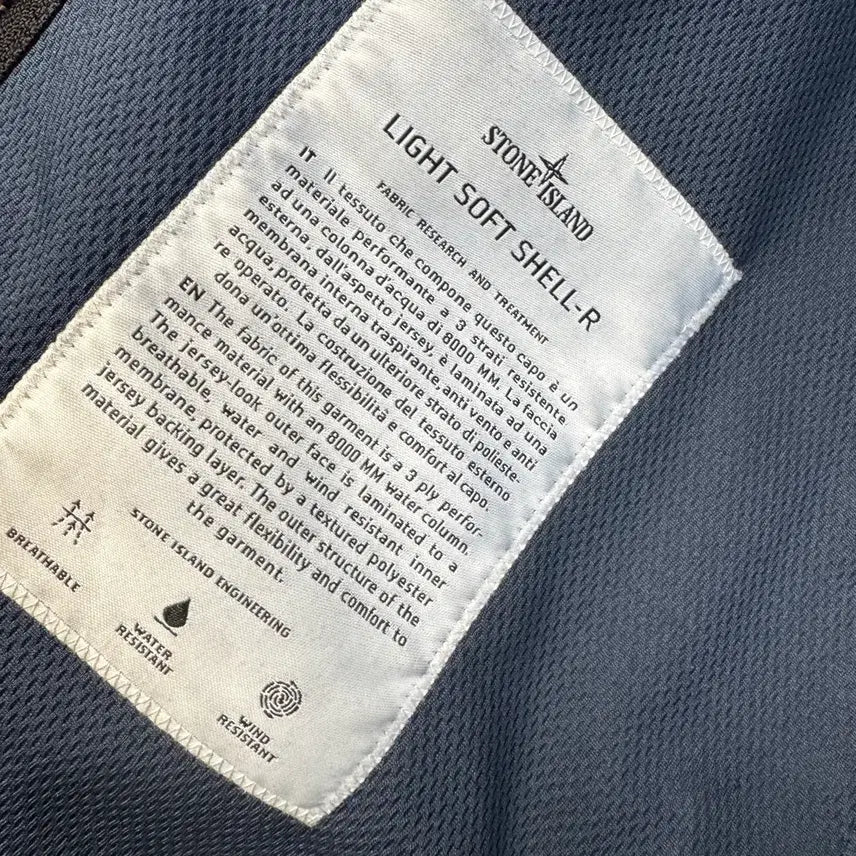 STONE ISLAND
LIGHT SOFT SHELL-R
FABRIC RESEARCH AND TREATMENT
IT Il tessuto che compone questo capo è un
materiale performante a 3 strati resistente
ad una colonna d'acqua di 8000 MM. La faccia
esterna, dall'aspetto jersey, è laminata ad una
membrana interna traspirante, anti vento e anti
acqua, protetta da un ulteriore strato di polieste-
re operato. La costruzione del tessuto esterno
dona un'ottima flessibilità e comfort al capo.
EN The fabric of this garment is a 3 ply perfor-
mance material with an 8000 MM water column.
The jersey-look outer face is laminated to a
breathable, water and wind resistant inner
membrane, protected by a textured polyester
jersey backing layer. The outer structure of the
material gives a great flexibility and comfort to
the garment.
STONE ISLAND ENGINEERING
BREATHABLE
WATER
RESISTANT
WIND
RESISTANT